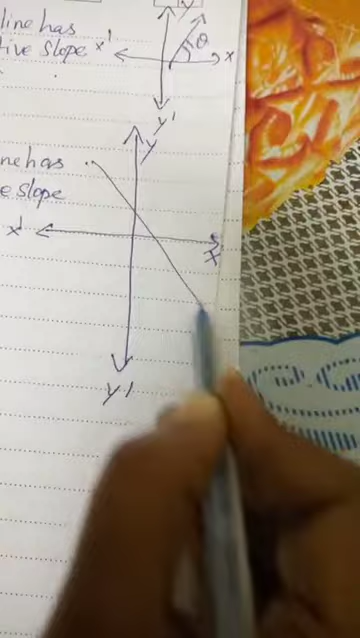 y
line has
tive slope x'
θ
x
y'
y
ne has
e slope
x'
x
y'